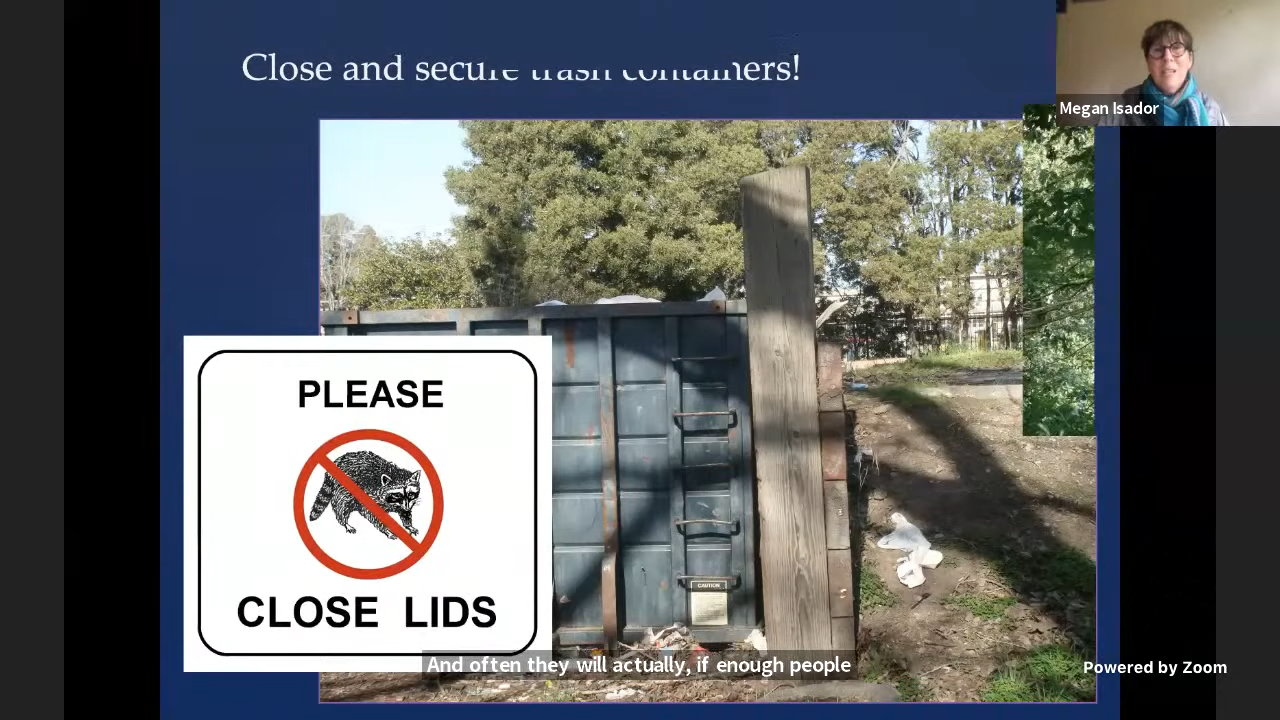 Close and secure trash containers!
Megan Isador
PLEASE
CLOSE LIDS
CAUTION
And often they will actually, if enough people
Powered by Zoom